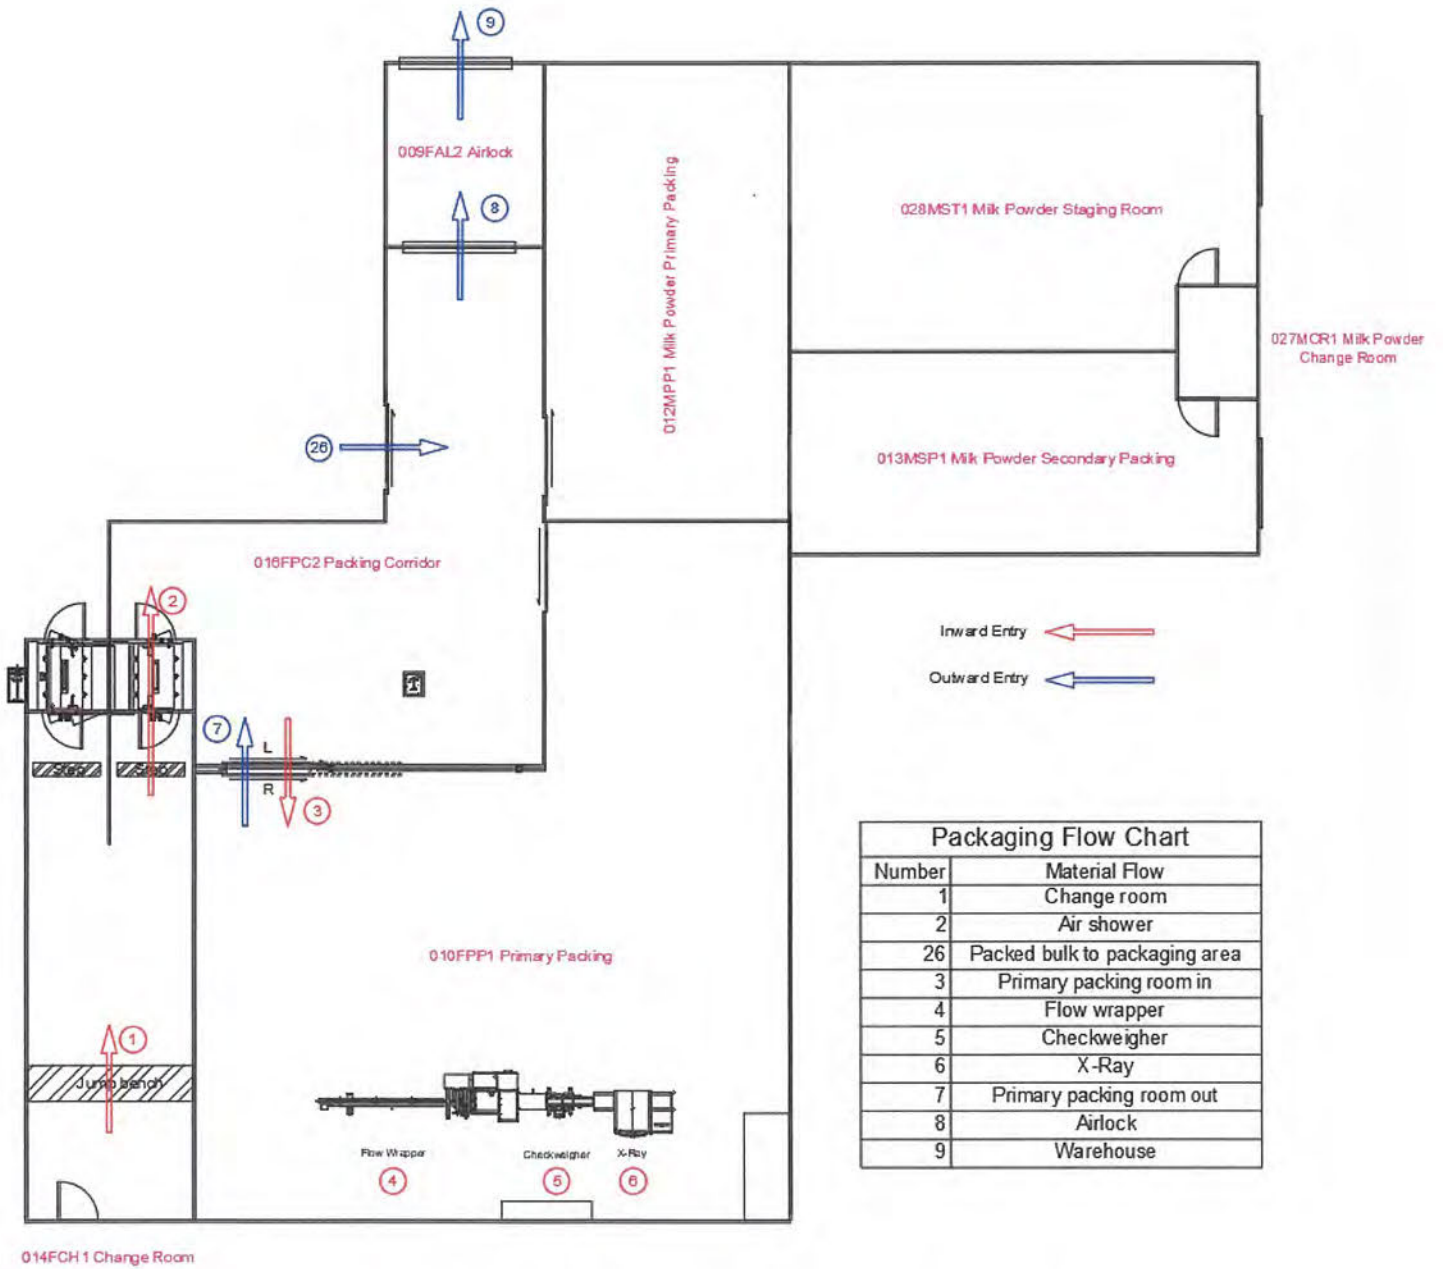 9
009FAL2 Airlock
8
012MPP1 Milk Powder Primary Packing
028MST1 Milk Powder Staging Room
027MCR1 Milk Powder
Change Room
26
013MSP1 Milk Powder Secondary Packing
016FPC2 Packing Corridor
2
Inward Entry
Outward Entry
7
L
R
3
Step
Step
010FPP1 Primary Packing
1
Jump bench
Flow Wrapper
Checkweigher
X-Ray
4
5
6
014FCH1 Change Room
Packaging Flow Chart
Number Material Flow
1 Change room
2 Air shower
26 Packed bulk to packaging area
3 Primary packing room in
4 Flow wrapper
5 Checkweigher
6 X-Ray
7 Primary packing room out
8 Airlock
9 Warehouse